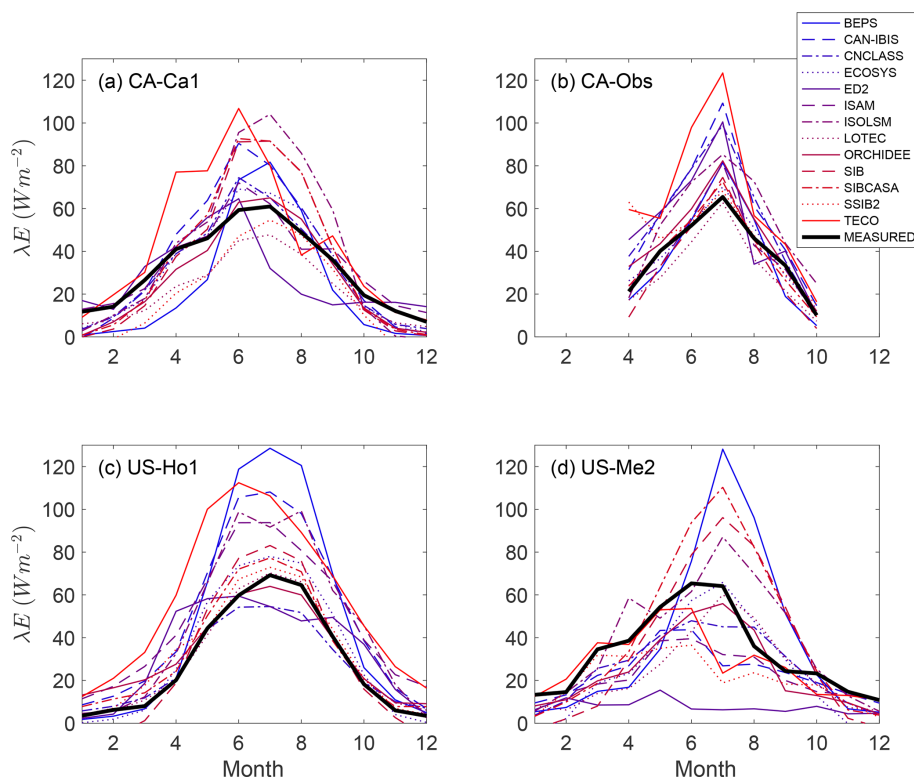 (a) CA-Ca1
λE (Wm⁻²)
0
20
40
60
80
100
120
2 4 6 8 10 12
(b) CA-Obs
0
20
40
60
80
100
120
2 4 6 8 10 12
BEPS
CAN-IBIS
CNCLASS
ECOSYS
ED2
ISAM
ISOLSM
LOTEC
ORCHIDEE
SIB
SIBCASA
SSIB2
TECO
MEASURED
(c) US-Ho1
λE (Wm⁻²)
0
20
40
60
80
100
120
2 4 6 8 10 12
Month
(d) US-Me2
0
20
40
60
80
100
120
2 4 6 8 10 12
Month